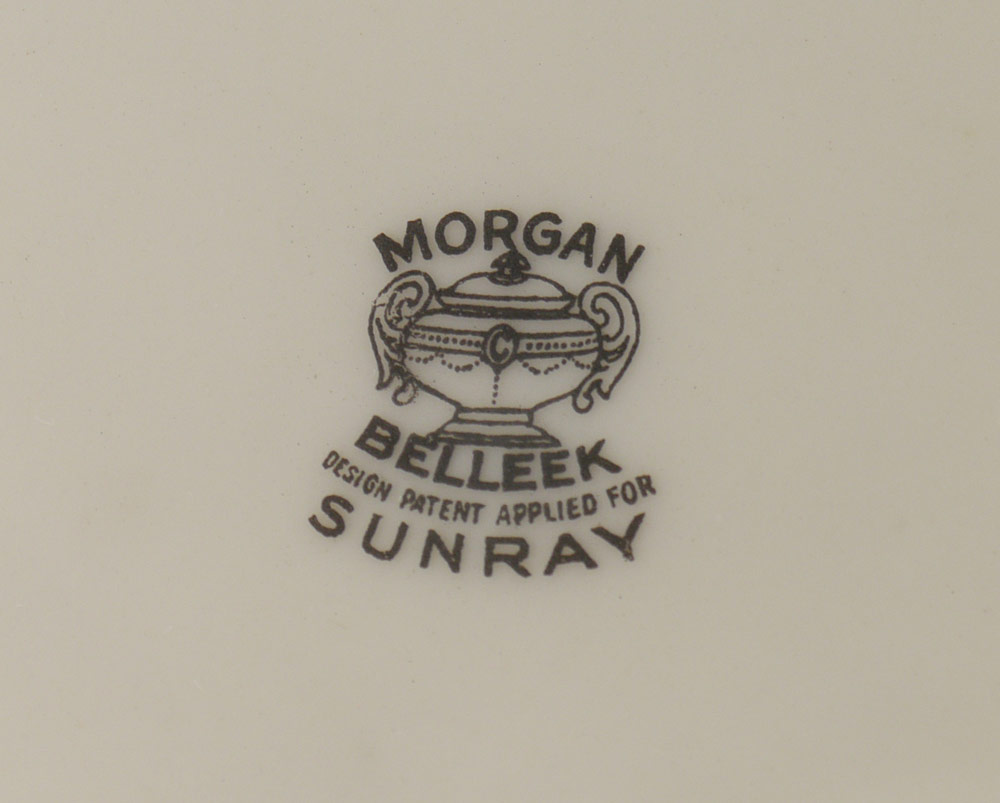 MORGAN
C
BELLEEK
DESIGN PATENT APPLIED FOR
SUNRAY